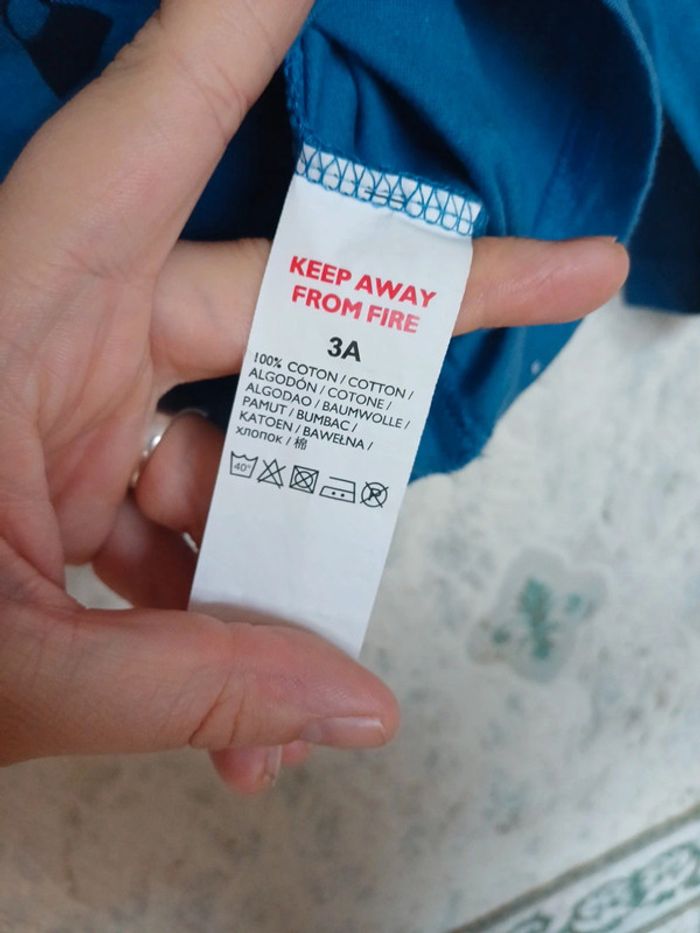 KEEP AWAY
FROM FIRE
3A
100% COTON / COTTON /
ALGODÓN / COTONE /
ALGODAO / BAUMWOLLE /
PAMUT / BUMBAC /
KATOEN / BAWEŁNA /
хлопок / 棉
40°
P